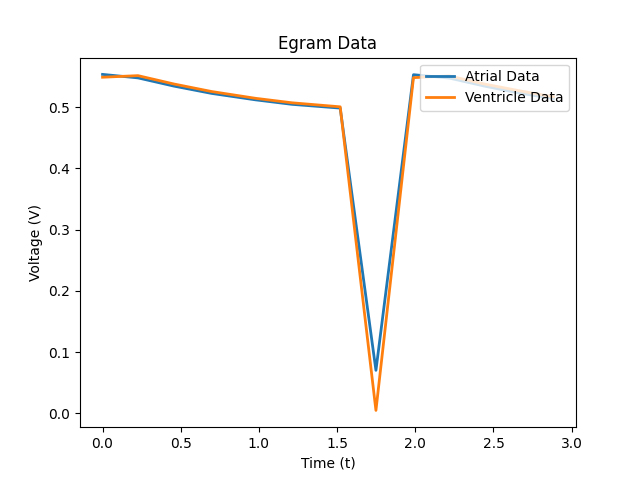 Egram Data
Atrial Data
Ventricle Data
0.5
0.4
0.3
0.2
0.1
0.0
Voltage (V)
0.0 0.5 1.0 1.5 2.0 2.5 3.0
Time (t)